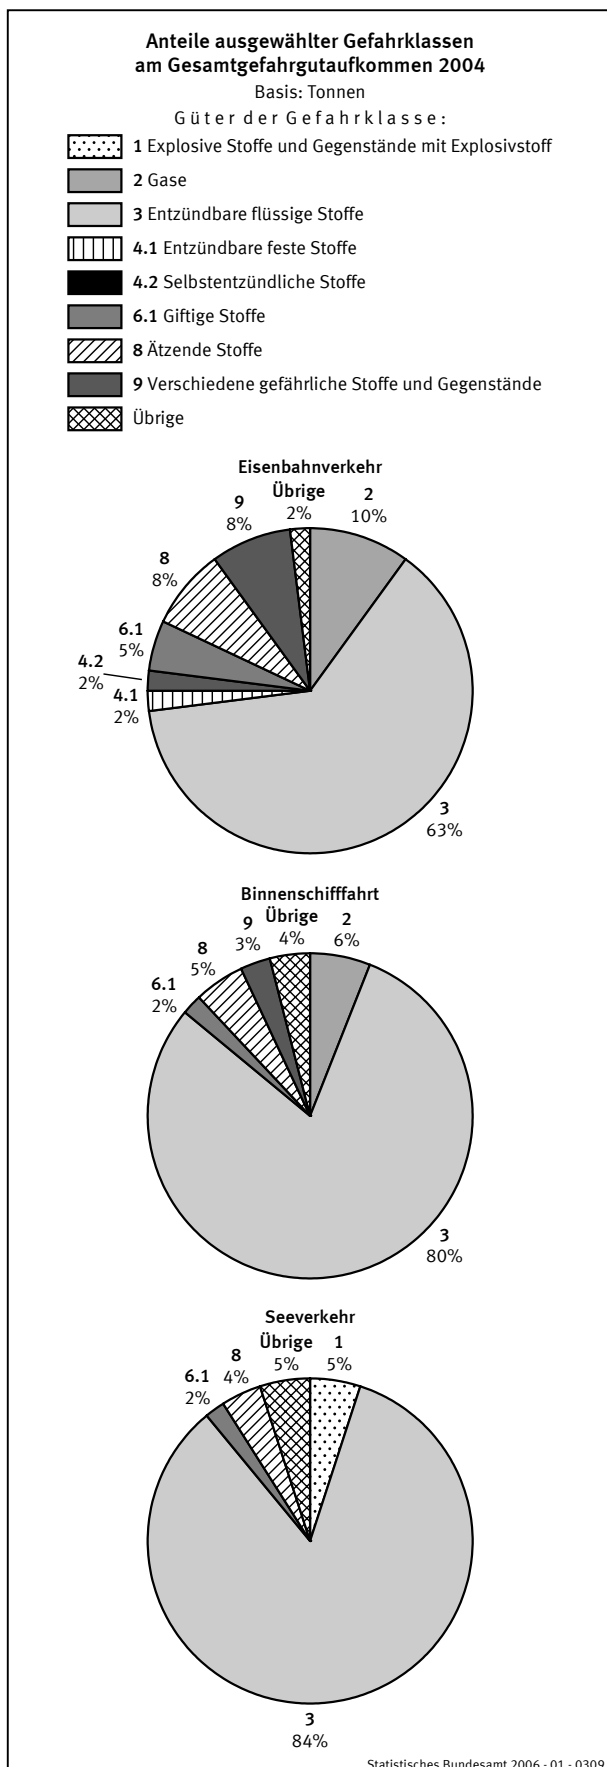 Anteile ausgewählter Gefahrklassen
am Gesamtgefahrgutaufkommen 2004
Basis: Tonnen
Güter der Gefahrklasse:
1 Explosive Stoffe und Gegenstände mit Explosivstoff
2 Gase
3 Entzündbare flüssige Stoffe
4.1 Entzündbare feste Stoffe
4.2 Selbstentzündliche Stoffe
6.1 Giftige Stoffe
8 Ätzende Stoffe
9 Verschiedene gefährliche Stoffe und Gegenstände
Übrige
Eisenbahnverkehr
Übrige
2%
2
10%
9
8%
8
8%
6.1
5%
4.2
2%
4.1
2%
3
63%
Binnenschifffahrt
Übrige
4%
2
6%
9
3%
8
5%
6.1
2%
3
80%
Seeverkehr
Übrige
5%
1
5%
8
4%
6.1
2%
3
84%
Statistisches Bundesamt 2006 - 01 - 0309